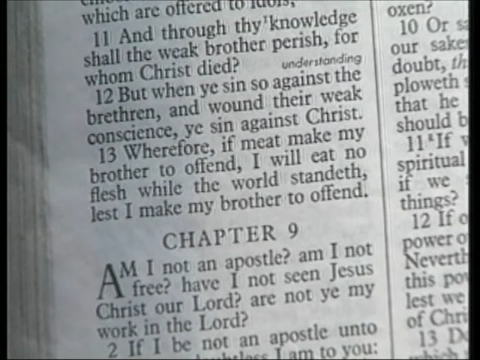 which are offered to idols;
11 And through thy knowledge
shall the weak brother perish, for
whom Christ died?
understanding
12 But when ye sin so against the
brethren, and wound their weak
conscience, ye sin against Christ.
13 Wherefore, if meat make my
brother to offend, I will eat no
flesh while the world standeth,
lest I make my brother to offend.
CHAPTER 9
AM I not an apostle? am I not
free? have I not seen Jesus
Christ our Lord? are not ye my
work in the Lord?
2 If I be not an apostle unto
I am to you:
oxen?
10 Or
our
doubt,
ploweth
that he
should
11 If
spiritual
if we
things?
12 If
power
this
lest we
of
13